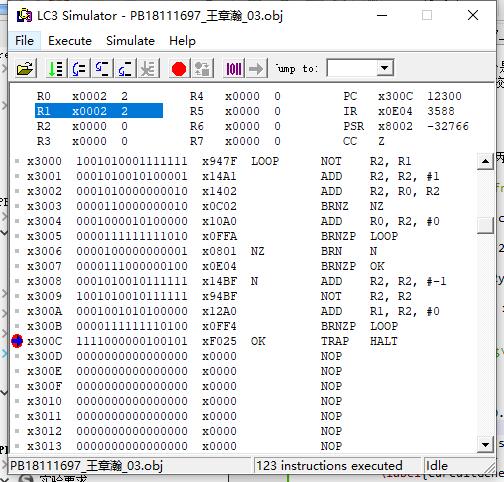 LC3 Simulator - PB18111697_王章瀚_03.obj
File Execute Simulate Help
Jump to:
R0 x0002 2 R4 x0000 0 PC x300C 12300
R1 x0002 2 R5 x0000 0 IR x0E04 3588
R2 x0000 0 R6 x0000 0 PSR x8002 -32766
R3 x0000 0 R7 x0000 0 CC Z
x3000 1001010001111111 x947F LOOP NOT R2, R1
x3001 0001010010100001 x14A1 ADD R2, R2, #1
x3002 0001010000000010 x1402 ADD R2, R0, R2
x3003 0000110000000010 x0C02 BRNZ NZ
x3004 0001000010100000 x10A0 ADD R0, R2, #0
x3005 0000111111111010 x0FFA BRNZP LOOP
x3006 0000100000000001 x0801 NZ BRN N
x3007 0000111000000100 x0E04 BRNZP OK
x3008 0001010010111111 x14BF N ADD R2, R2, #-1
x3009 1001010010111111 x94BF NOT R2, R2
x300A 0001001010100000 x12A0 ADD R1, R2, #0
x300B 0000111111110100 x0FF4 BRNZP LOOP
x300C 1111000000100101 xF025 OK TRAP HALT
x300D 0000000000000000 x0000 NOP
x300E 0000000000000000 x0000 NOP
x300F 0000000000000000 x0000 NOP
x3010 0000000000000000 x0000 NOP
x3011 0000000000000000 x0000 NOP
x3012 0000000000000000 x0000 NOP
x3013 0000000000000000 x0000 NOP
PB18111697_王章瀚_03.obj 123 instructions executed Idle